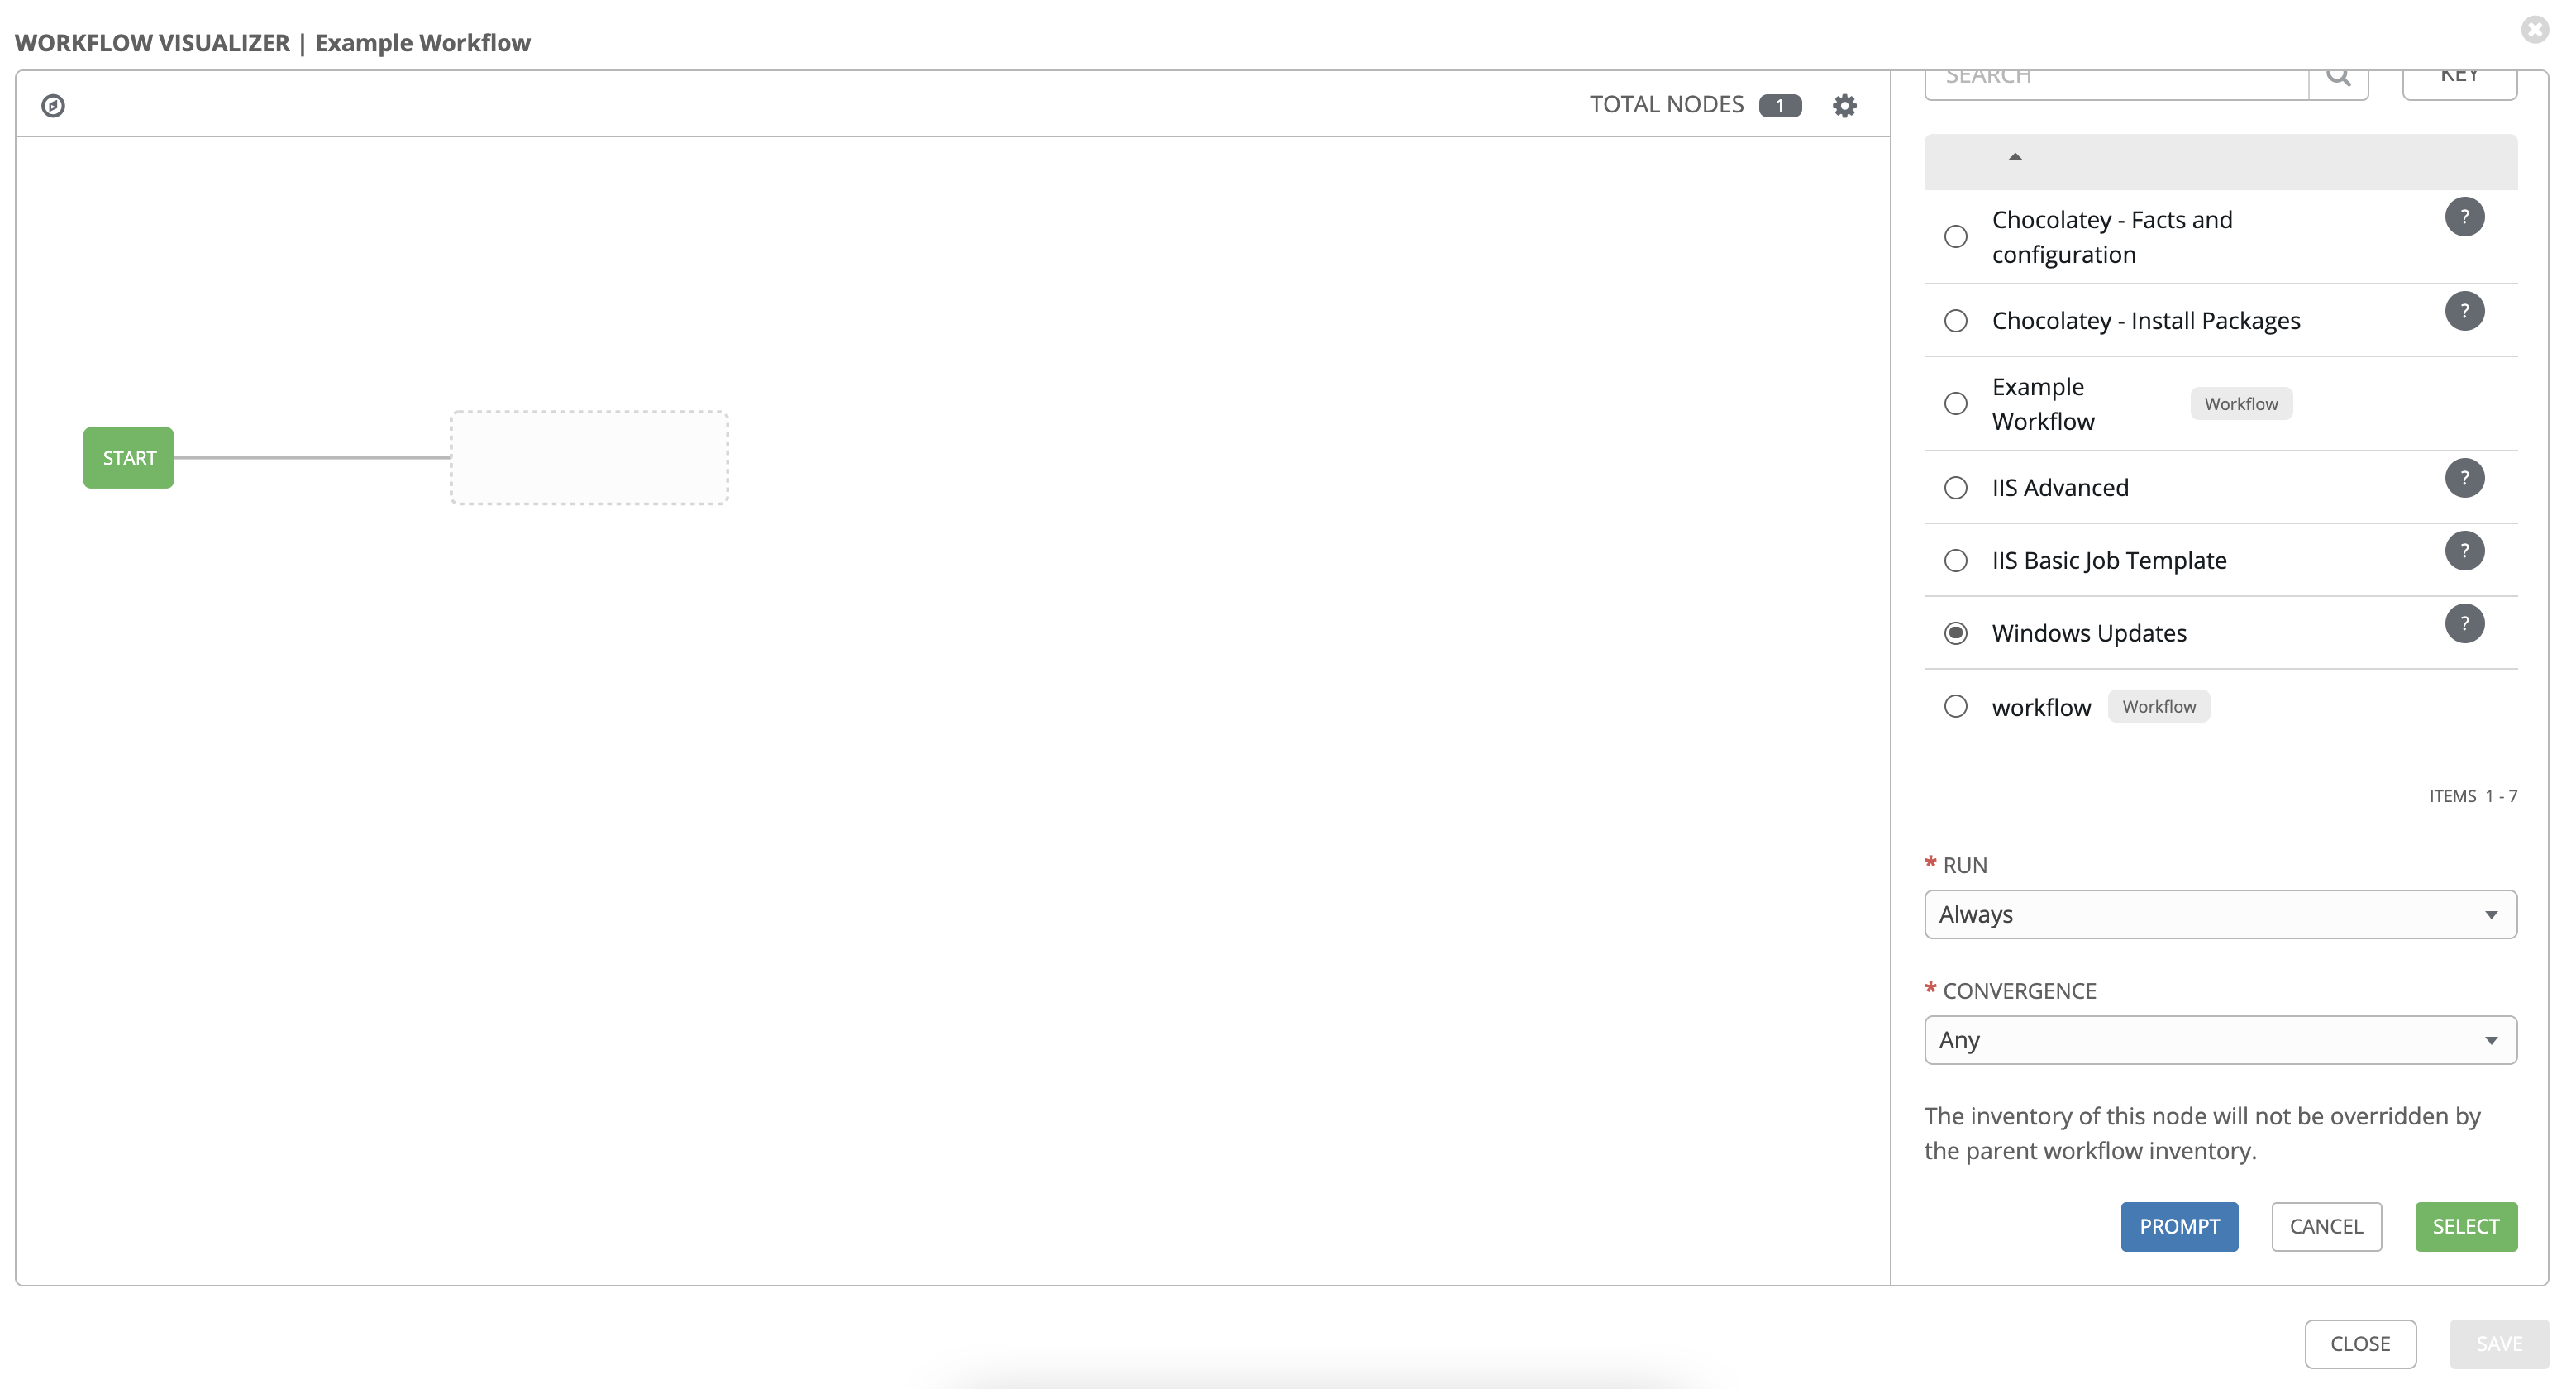 WORKFLOW VISUALIZER | Example Workflow
TOTAL NODES 1
SEARCH
KEY
START
Chocolatey - Facts and
configuration
?
Chocolatey - Install Packages
?
Example
Workflow
Workflow
IIS Advanced
?
IIS Basic Job Template
?
Windows Updates
?
workflow
Workflow
ITEMS 1 - 7
* RUN
Always
* CONVERGENCE
Any
The inventory of this node will not be overridden by
the parent workflow inventory.
PROMPT
CANCEL
SELECT
CLOSE
SAVE